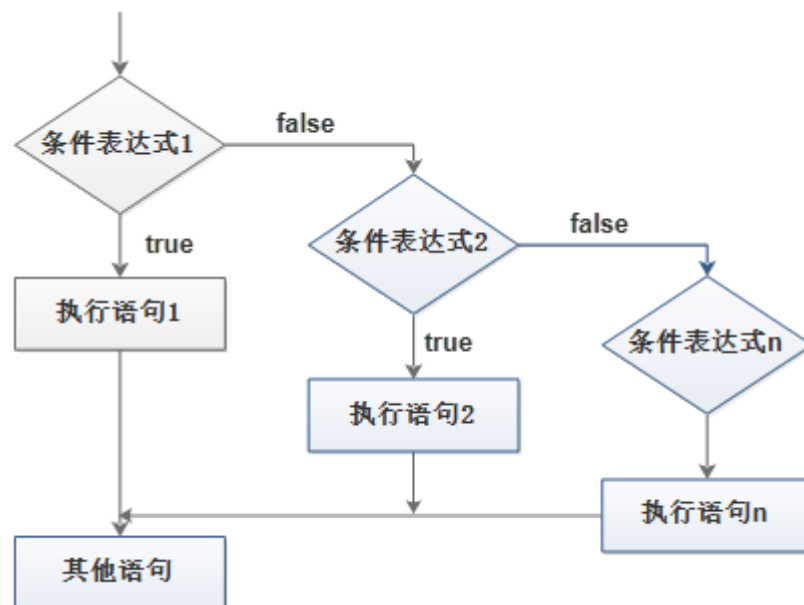 条件表达式1
false
true
条件表达式2
false
执行语句1
true
条件表达式n
执行语句2
执行语句n
其他语句